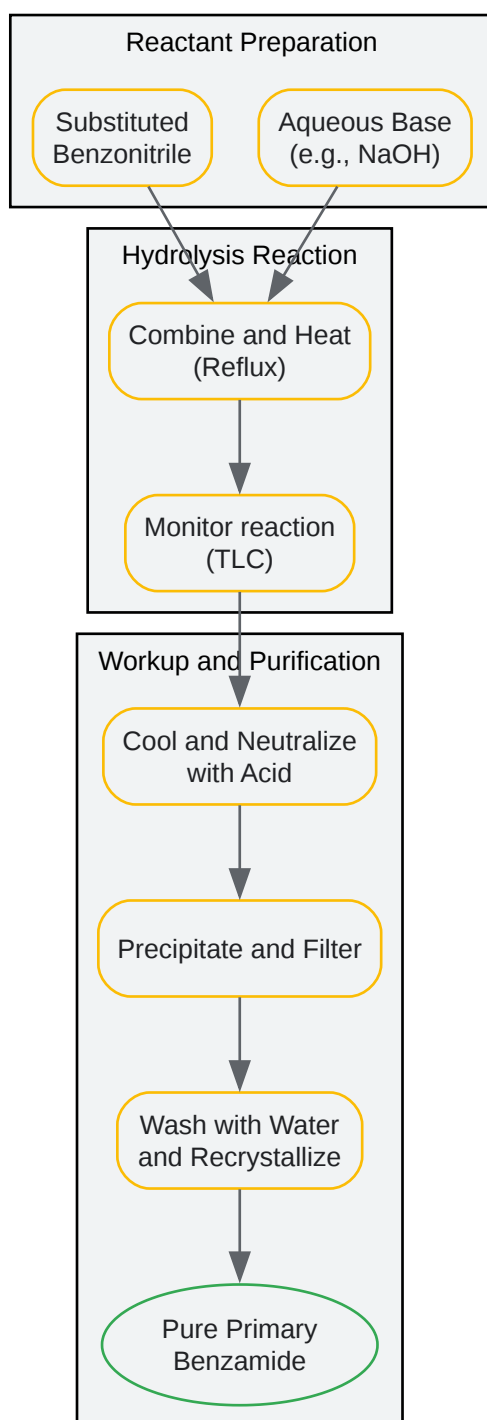 Reactant Preparation
Substituted
Benzonitrile
Aqueous Base
(e.g., NaOH)
Hydrolysis Reaction
Combine and Heat
(Reflux)
Monitor reaction
(TLC)
Workup and Purification
Cool and Neutralize
with Acid
Precipitate and Filter
Wash with Water
and Recrystallize
Pure Primary
Benzamide